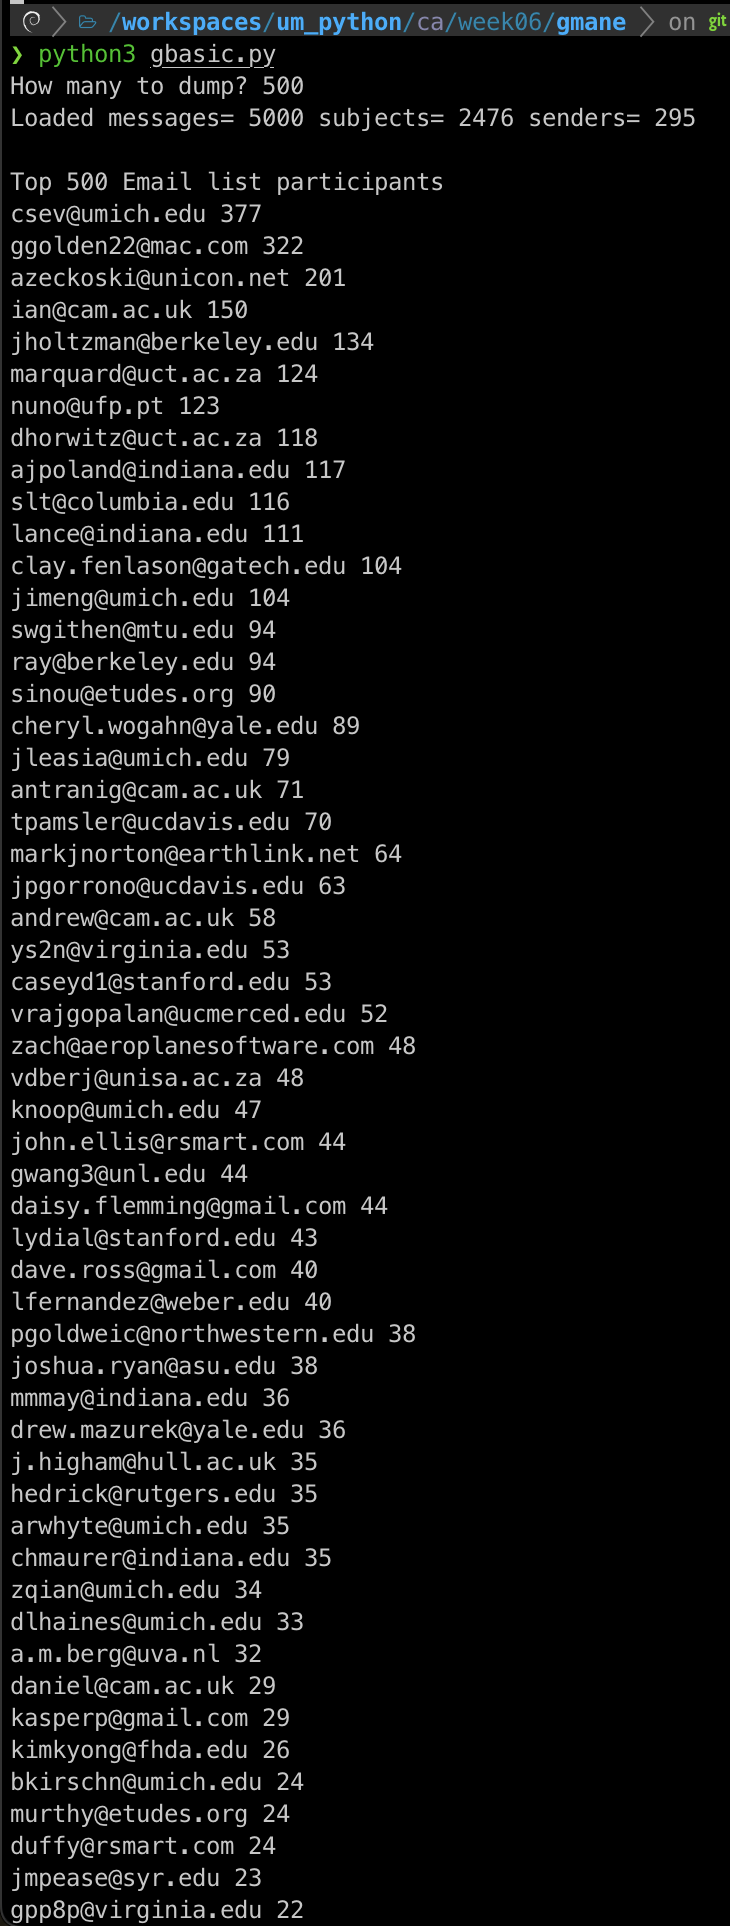 /workspaces/um_python/ca/week06/gmane on git
❯ python3 gbasic.py
How many to dump? 500
Loaded messages= 5000 subjects= 2476 senders= 295
Top 500 Email list participants
csev@umich.edu 377
ggolden22@mac.com 322
azeckoski@unicon.net 201
ian@cam.ac.uk 150
jholtzman@berkeley.edu 134
marquard@uct.ac.za 124
nuno@ufp.pt 123
dhorwitz@uct.ac.za 118
ajpoland@indiana.edu 117
slt@columbia.edu 116
lance@indiana.edu 111
clay.fenlason@gatech.edu 104
jimeng@umich.edu 104
swgithen@mtu.edu 94
ray@berkeley.edu 94
sinou@etudes.org 90
cheryl.wogahn@yale.edu 89
jleasia@umich.edu 79
antranig@cam.ac.uk 71
tpamsler@ucdavis.edu 70
markjnorton@earthlink.net 64
jpgorrono@ucdavis.edu 63
andrew@cam.ac.uk 58
ys2n@virginia.edu 53
caseyd1@stanford.edu 53
vrajgopalan@ucmerced.edu 52
zach@aeroplanesoftware.com 48
vdberj@unisa.ac.za 48
knoop@umich.edu 47
john.ellis@rsmart.com 44
gwang3@unl.edu 44
daisy.flemming@gmail.com 44
lydial@stanford.edu 43
dave.ross@gmail.com 40
lfernandez@weber.edu 40
pgoldweic@northwestern.edu 38
joshua.ryan@asu.edu 38
mmmay@indiana.edu 36
drew.mazurek@yale.edu 36
j.higham@hull.ac.uk 35
hedrick@rutgers.edu 35
arwhyte@umich.edu 35
chmaurer@indiana.edu 35
zqian@umich.edu 34
dlhaines@umich.edu 33
a.m.berg@uva.nl 32
daniel@cam.ac.uk 29
kasperp@gmail.com 29
kimkyong@fhda.edu 26
bkirschn@umich.edu 24
murthy@etudes.org 24
duffy@rsmart.com 24
jmpease@syr.edu 23
gpp8p@virginia.edu 22